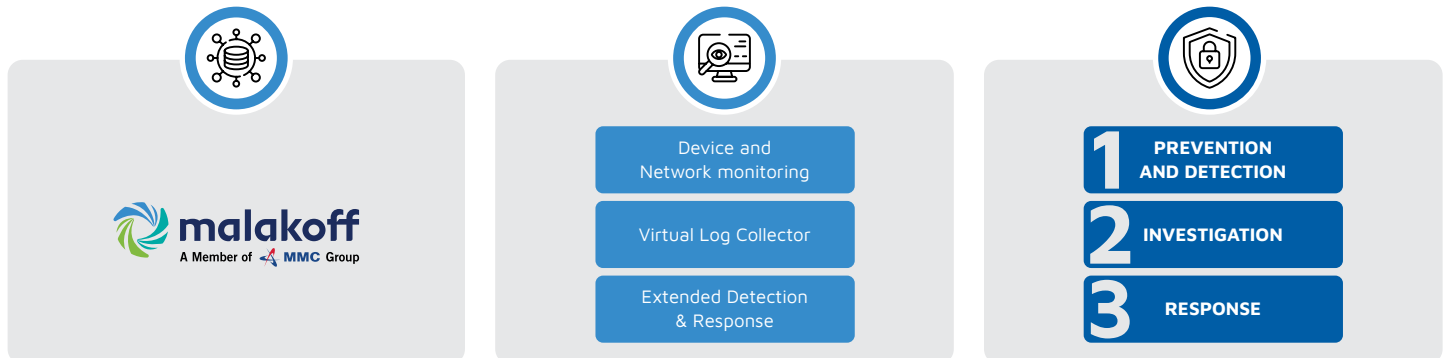 malakoff
A Member of MMC Group
Device and
Network monitoring
Virtual Log Collector
Extended Detection
& Response
1 PREVENTION
AND DETECTION
2 INVESTIGATION
3 RESPONSE